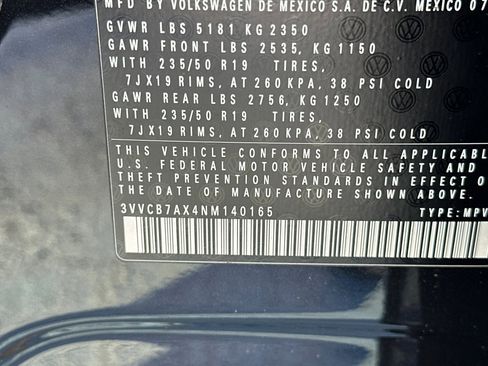 MFD BY VOLKSWAGEN DE MEXICO S.A. DE C.V. MEXICO 07
GVWR LBS 5181 KG 2350
GAWR FRONT LBS 2535, KG 1150
WITH 235/50 R19 TIRES,
7JX19 RIMS, AT 260 KPA, 38 PSI COLD
GAWR REAR LBS 2756, KG 1250
WITH 235/50 R19 TIRES,
7JX19 RIMS, AT 260 KPA, 38 PSI COLD
THIS VEHICLE CONFORMS TO ALL APPLICAB
U.S. FEDERAL MOTOR VEHICLE SAFETY AND
THEFT PREVENTION STANDARDS IN EFFECT O
THE DATE OF MANUFACTURE SHOWN ABOVE.
3VVCB7AX4NM140165 TYPE: MPV